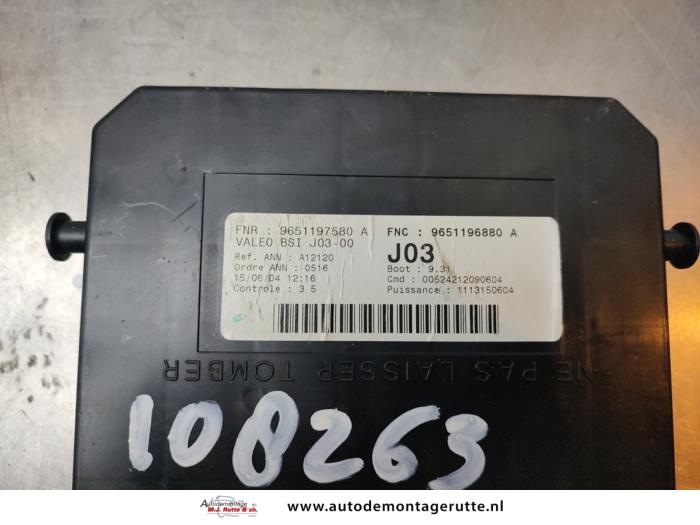 FNR : 9651197580 A FNC : 9651196880 A
VALEO BSI J03-00 J03
Ref. ANN : A12120 Boot : 9.31
Ordre ANN : 0516 Cmd : 00524212090604
15/06/04 12:16 Puissance : 1113150604
Controle : 3 5
NE PAS LAISSER TOMBER
108263
Autodemontage
M.J. Rutte & zn.
www.autodemontagerutte.nl